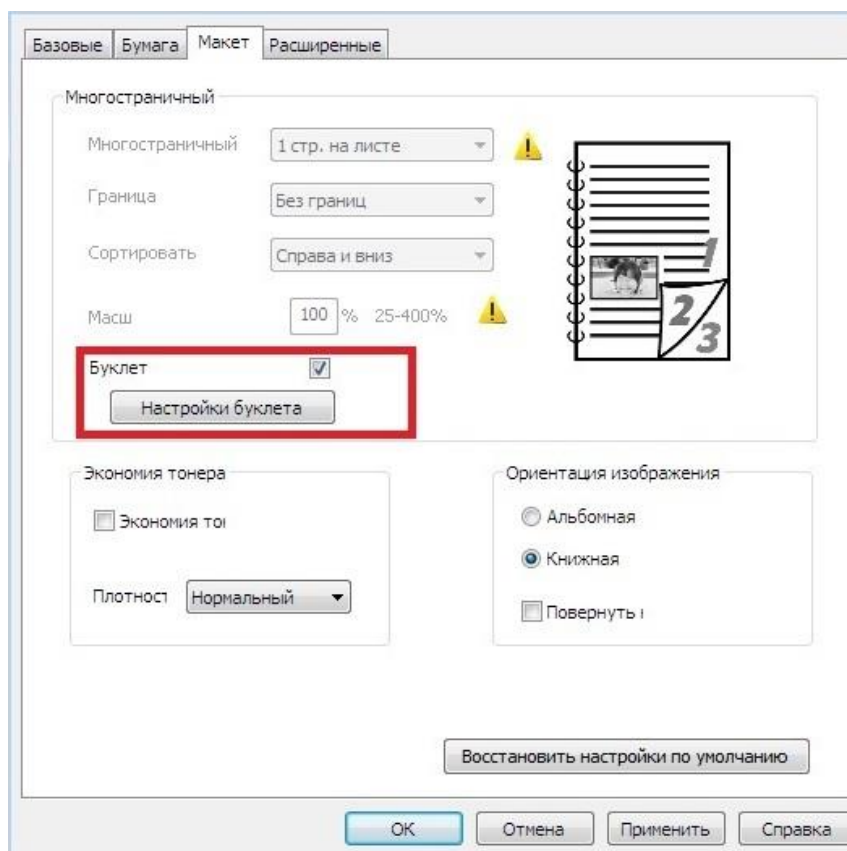 Базовые Бумага Макет Расширенные
Многостраничный
Многостраничный 1 стр. на листе
Граница Без границ
Сортировать Справа и вниз
Масш 100 % 25-400%
Буклет
Настройки буклета
1
2
3
Экономия тонера
Экономия тон
Плотност Нормальный
Ориентация изображения
Альбомная
Книжная
Повернуть
Восстановить настройки по умолчанию
ОК Отмена Применить Справка